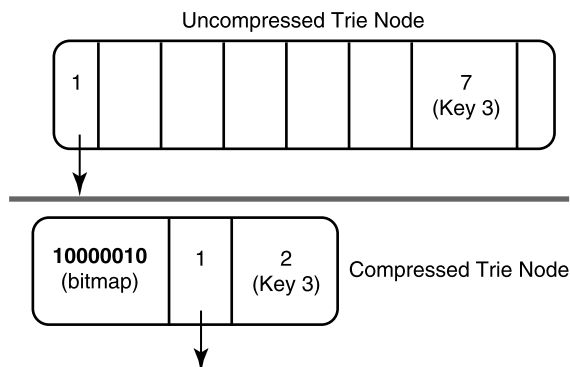 Uncompressed Trie Node
1
7
(Key 3)
10000010
(bitmap)
1
2
(Key 3)
Compressed Trie Node